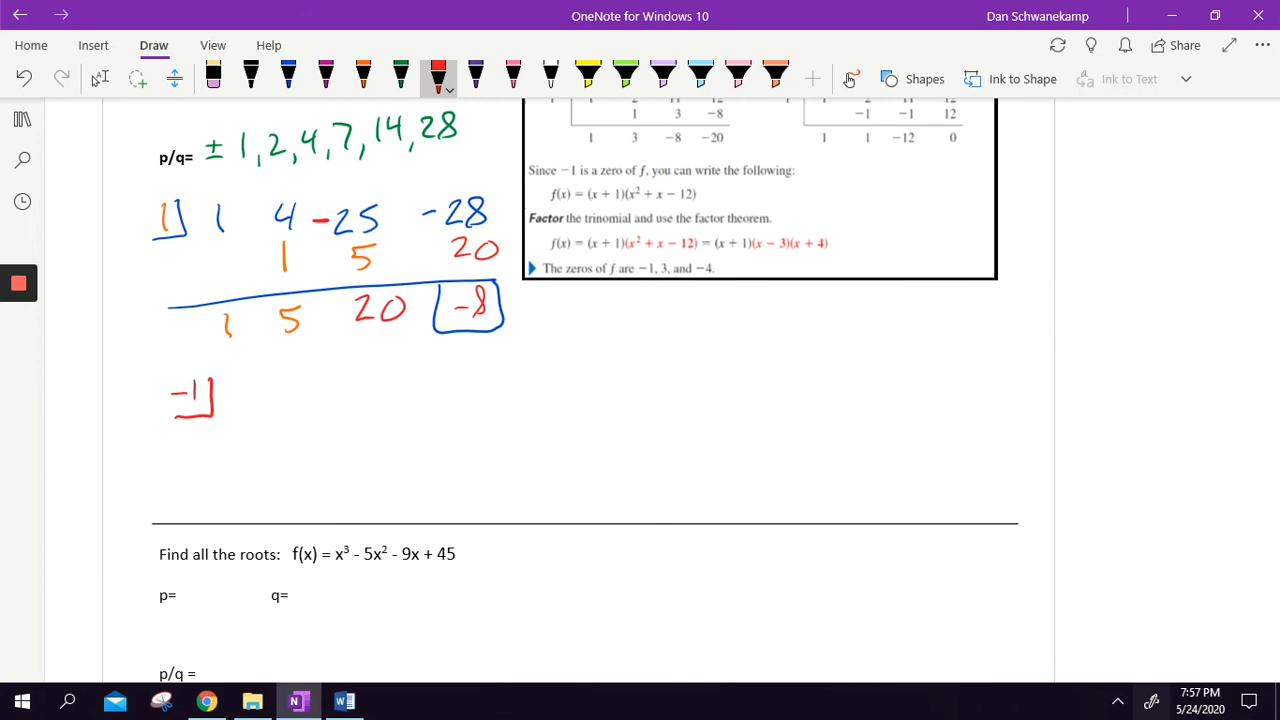 OneNote for Windows 10
Dan Schwanekamp
Home Insert Draw View Help
Share
Shapes Ink to Shape Ink to Text
p/q= ± 1, 2, 4, 7, 14, 28
1 1 4 -25 -28
1 5 20
1 5 20 -8
-1
1 3 -8
1 3 -8 -20
-1 -1 12
1 1 -12 0
Since −1 is a zero of f, you can write the following:
f(x) = (x + 1)(x² + x − 12)
Factor the trinomial and use the factor theorem.
f(x) = (x + 1)(x² + x − 12) = (x + 1)(x − 3)(x + 4)
The zeros of f are −1, 3, and −4.
Find all the roots: f(x) = x³ - 5x² - 9x + 45
p= q=
p/q =
7:57 PM
5/24/2020